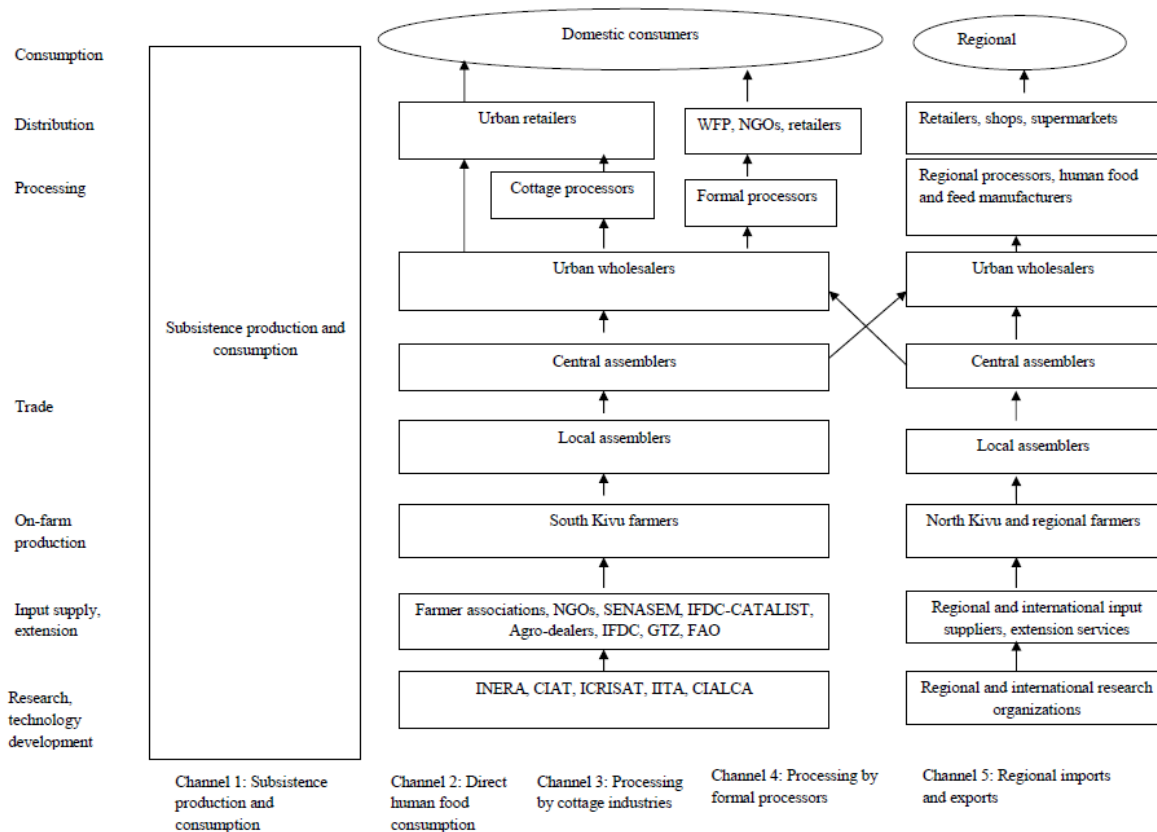 Consumption
Domestic consumers
Regional
Distribution
Urban retailers
WFP, NGOs, retailers
Retailers, shops, supermarkets
Processing
Cottage processors
Formal processors
Regional processors, human food
and feed manufacturers
Urban wholesalers
Urban wholesalers
Subsistence production and
consumption
Central assemblers
Central assemblers
Trade
Local assemblers
Local assemblers
On-farm
production
South Kivu farmers
North Kivu and regional farmers
Input supply,
extension
Farmer associations, NGOs, SENASEM, IFDC-CATALIST,
Agro-dealers, IFDC, GTZ, FAO
Regional and international input
suppliers, extension services
Research,
technology
development
INERA, CIAT, ICRISAT, IITA, CIALCA
Regional and international research
organizations
Channel 1: Subsistence
production and
consumption
Channel 2: Direct
human food
consumption
Channel 3: Processing
by cottage industries
Channel 4: Processing by
formal processors
Channel 5: Regional imports
and exports